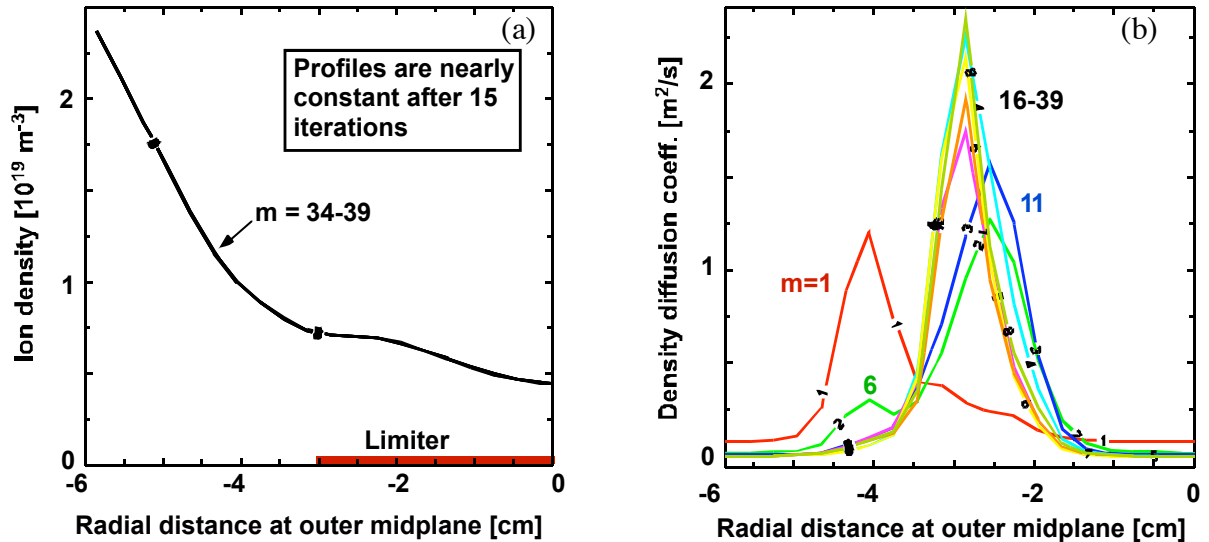 (a)
Profiles are nearly
constant after 15
iterations
m = 34-39
Limiter
2
1
0
-6
-4
-2
0
Ion density [10¹⁹ m⁻³]
Radial distance at outer midplane [cm]
(b)
16-39
11
m=1
6
2
1
0
-6
-4
-2
0
Density diffusion coeff. [m²/s]
Radial distance at outer midplane [cm]